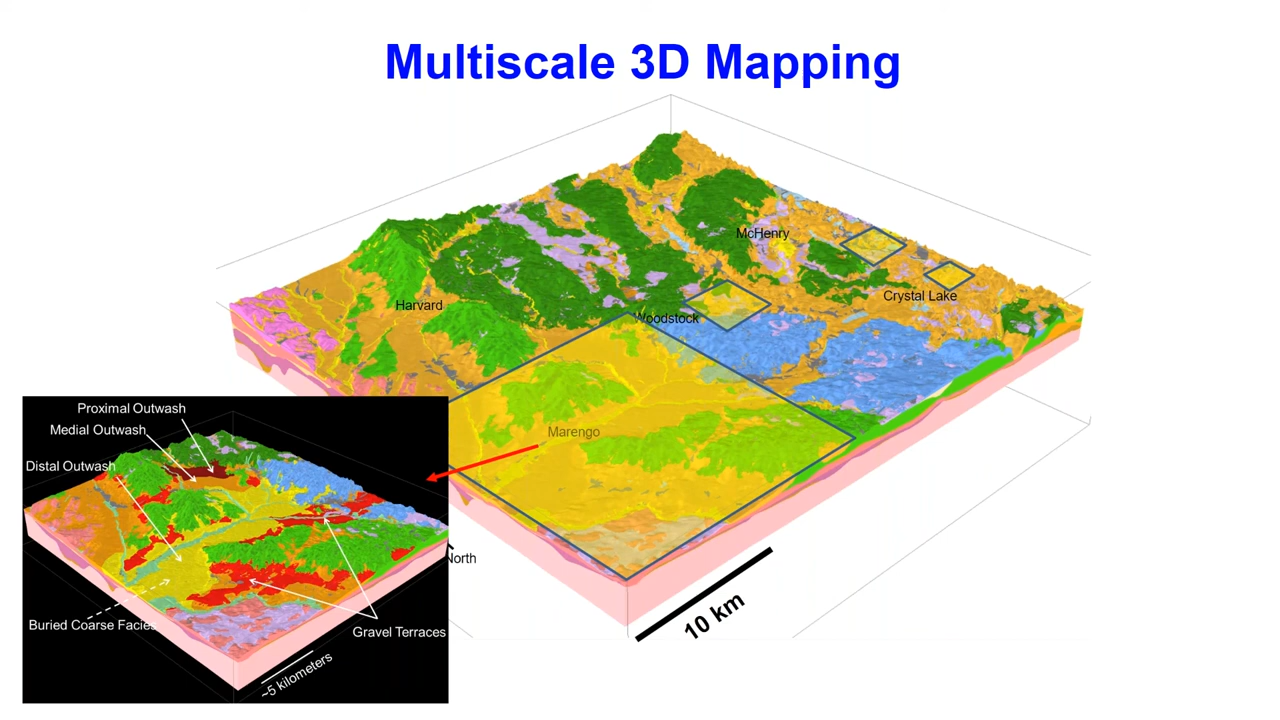 Multiscale 3D Mapping
McHenry
Crystal Lake
Harvard
Woodstock
Marengo
North
10 km
Proximal Outwash
Medial Outwash
Distal Outwash
Buried Coarse Facies
Gravel Terraces
~5 kilometers